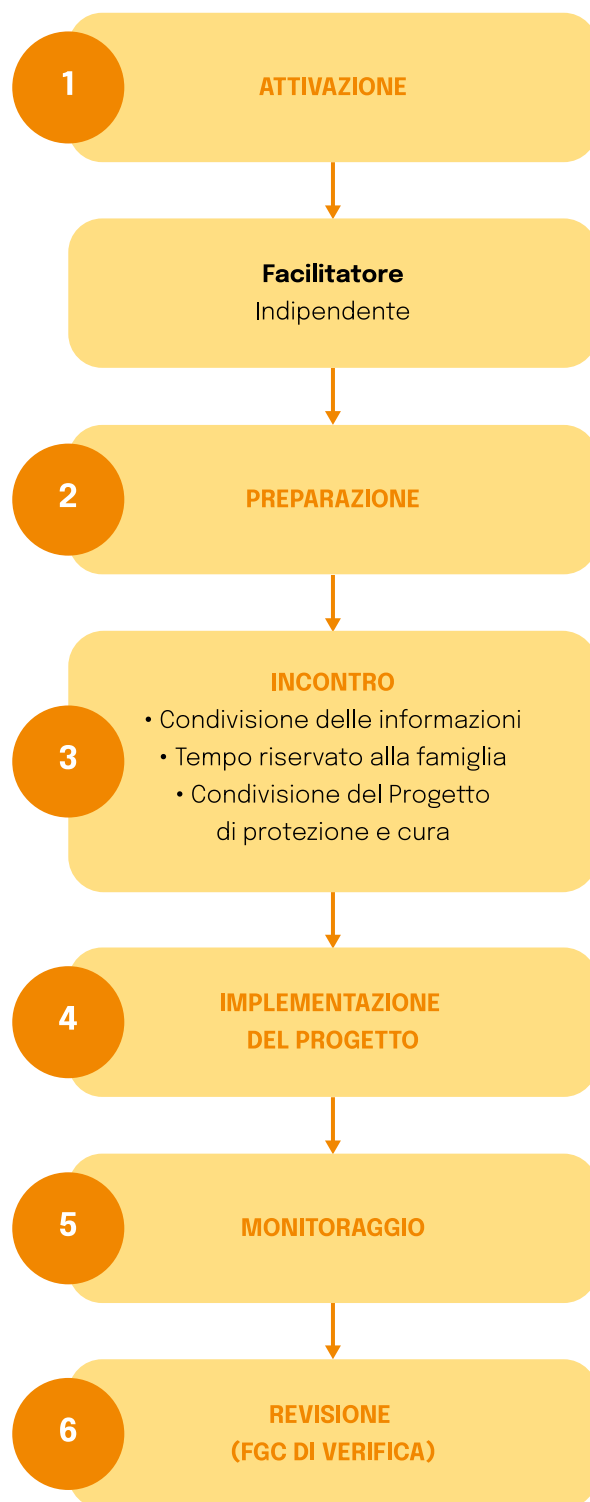 1
ATTIVAZIONE
Facilitatore
Indipendente
2
PREPARAZIONE
3
INCONTRO
• Condivisione delle informazioni
• Tempo riservato alla famiglia
• Condivisione del Progetto
di protezione e cura
4
IMPLEMENTAZIONE
DEL PROGETTO
5
MONITORAGGIO
6
REVISIONE
(FGC DI VERIFICA)